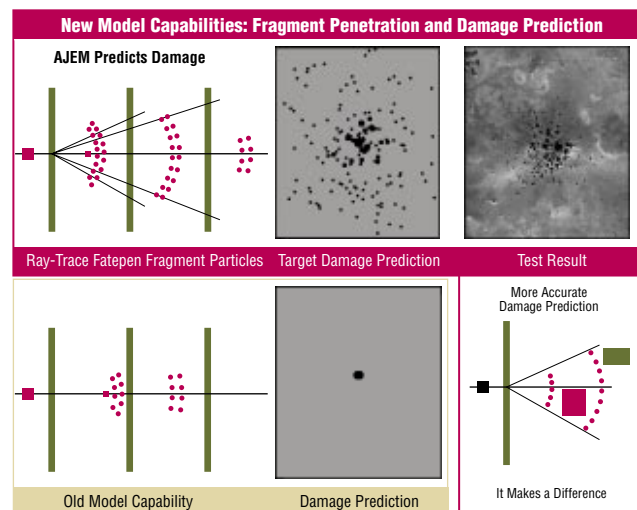 New Model Capabilities: Fragment Penetration and Damage Prediction
AJEM Predicts Damage
Ray-Trace Fatepen Fragment Particles
Target Damage Prediction
Test Result
More Accurate
Damage Prediction
It Makes a Difference
Old Model Capability
Damage Prediction